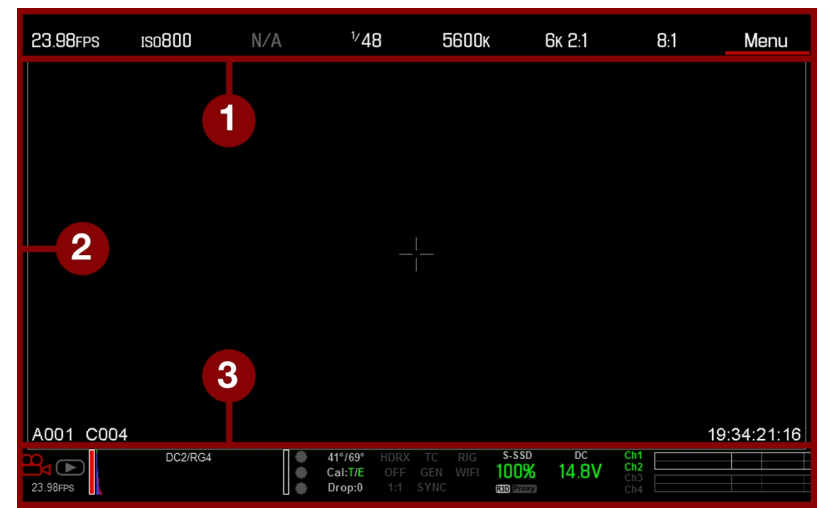 23.98FPS ISO800 N/A 1/48 5600K 6K 2:1 8:1 Menu
1
2
3
A001 C004 19:34:21:16
DC2/RG4 41°/69° HDRX TC RIG S-SSD DC Ch1
Cal:T/E OFF GEN WIFI 100% 14.8V Ch2
23.98FPS Drop:0 1:1 SYNC R3D Proxy Ch3
Ch4